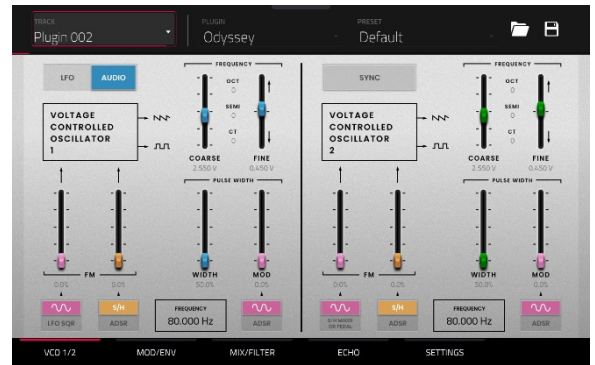 TRACK
Plugin 002
PLUGIN
Odyssey
PRESET
Default
LFO
AUDIO
VOLTAGE
CONTROLLED
OSCILLATOR
1
FREQUENCY
OCT
0
SEMI
0
CT
0
COARSE
2.550 V
FINE
0.450 V
PULSE WIDTH
FM
0.0%
0.0%
WIDTH
50.0%
MOD
0.0%
LFO SQR
S/H
ADSR
FREQUENCY
80.000 Hz
ADSR
SYNC
VOLTAGE
CONTROLLED
OSCILLATOR
2
FREQUENCY
OCT
0
SEMI
0
CT
0
COARSE
2.550 V
FINE
0.450 V
PULSE WIDTH
FM
0.0%
0.0%
WIDTH
50.0%
MOD
0.0%
S/H MIXER
OR PEDAL
S/H
ADSR
FREQUENCY
80.000 Hz
ADSR
VCO 1/2
MOD/ENV
MIX/FILTER
ECHO
SETTINGS